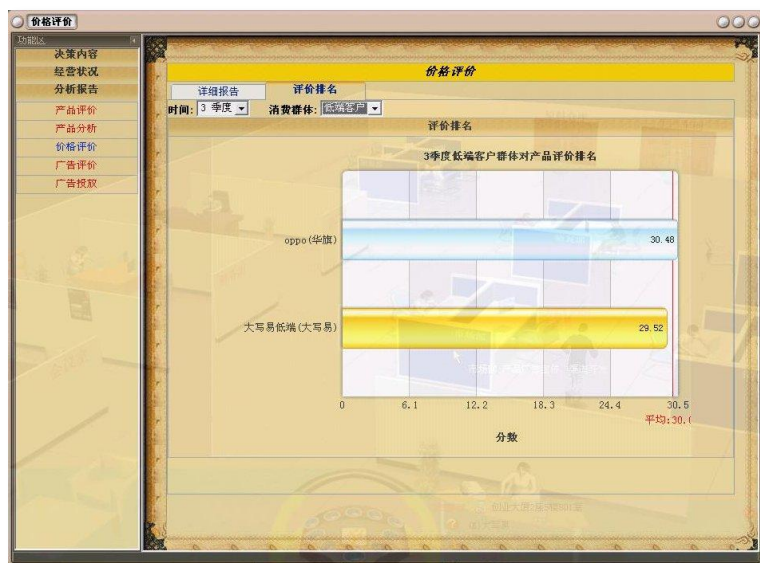 价格评价
功能区
决策内容
经营状况
分析报告
产品评价
产品分析
价格评价
广告评价
广告投放
价格评价
详细报告 评价排名
时间: 3 季度 消费群体: 低端客户
评价排名
3季度低端客户群体对产品评价排名
oppo(华旗) 30.48
大写易低端(大写易) 29.52
0 6.1 12.2 18.3 24.4 30.5
平均:30.
分数